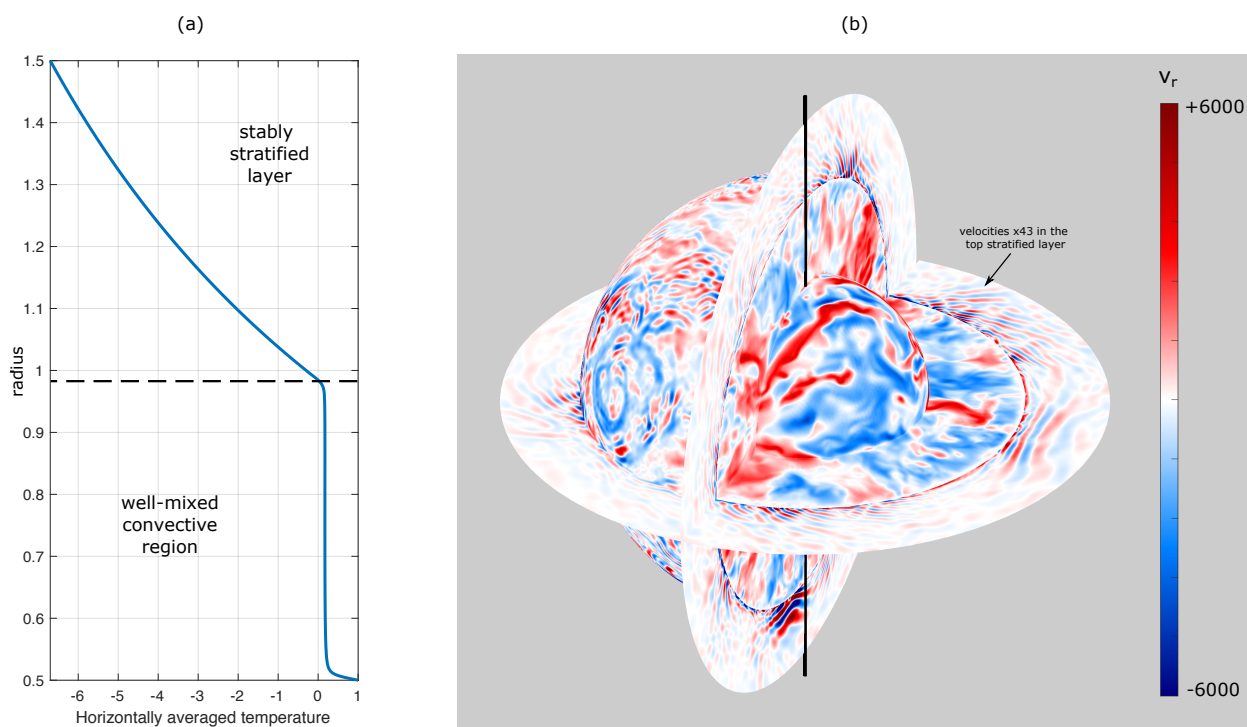 (a)
1.5
1.4
1.3
1.2
1.1
1
0.9
0.8
0.7
0.6
0.5
radius
stably
stratified
layer
well-mixed
convective
region
-6 -5 -4 -3 -2 -1 0 1
Horizontally averaged temperature
(b)
velocities x43 in the
top stratified layer
v_r
+6000
-6000